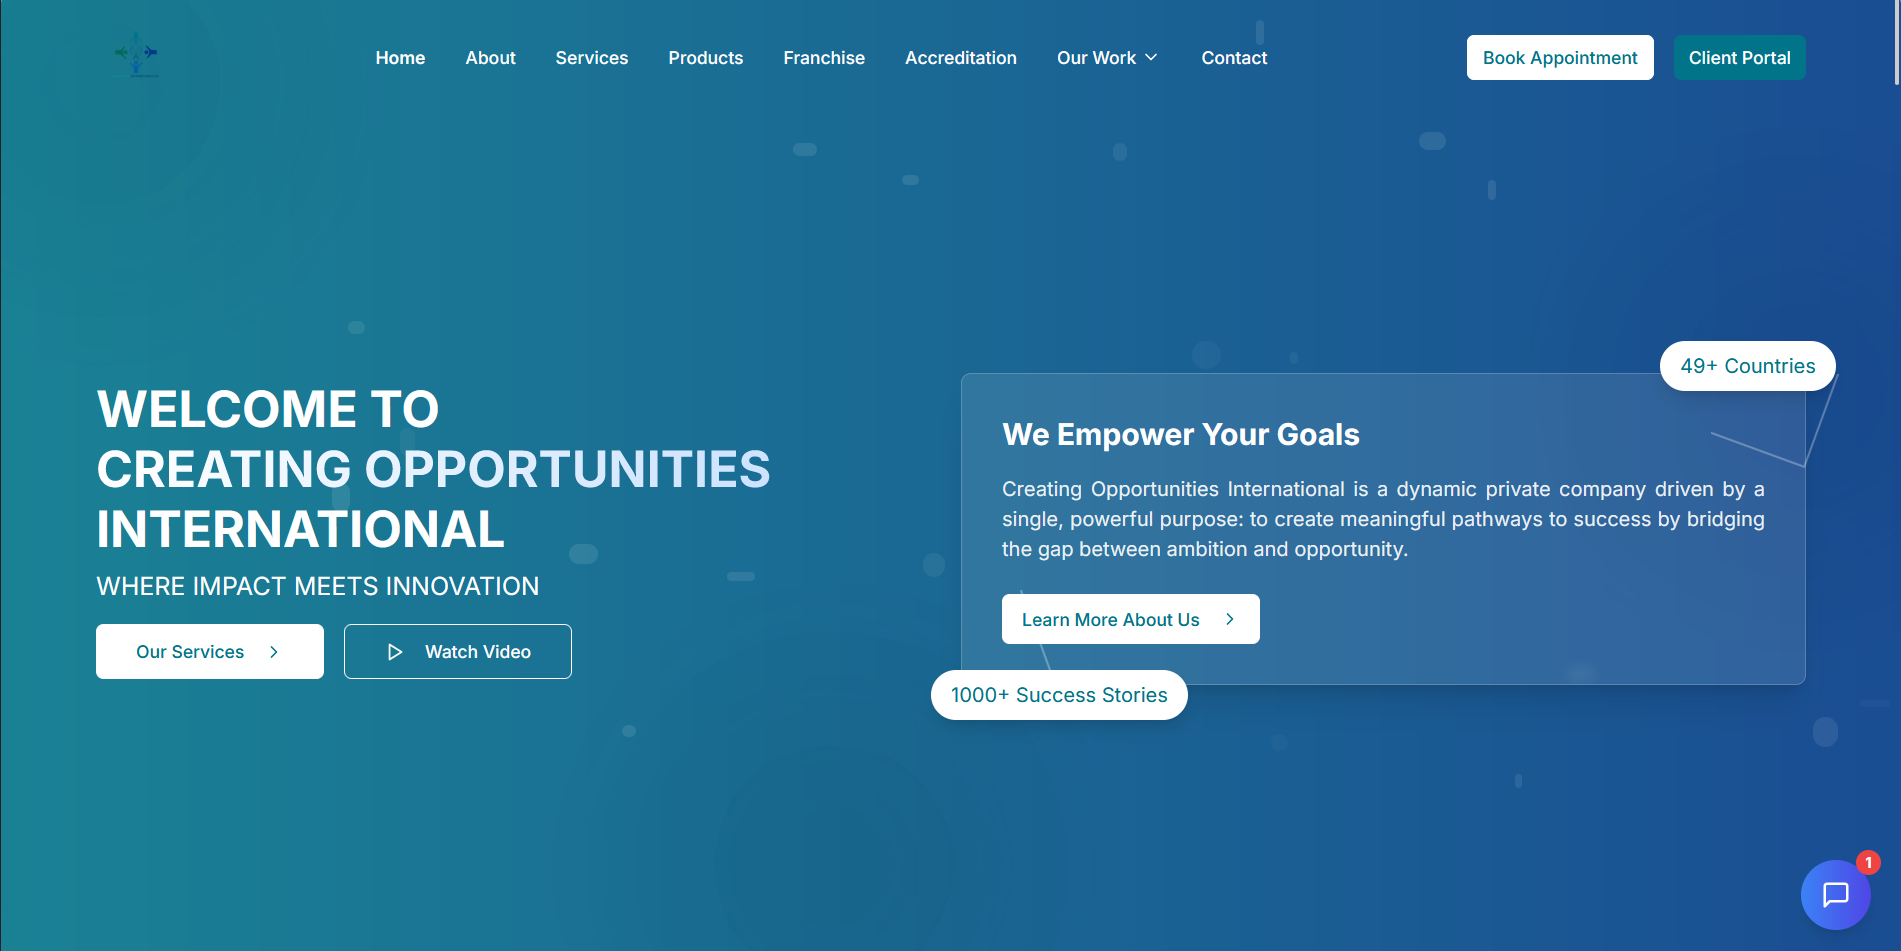 Home
About
Services
Products
Franchise
Accreditation
Our Work
Contact
Book Appointment
Client Portal
WELCOME TO
CREATING OPPORTUNITIES
INTERNATIONAL
WHERE IMPACT MEETS INNOVATION
Our Services
Watch Video
49+ Countries
We Empower Your Goals
Creating Opportunities International is a dynamic private company driven by a
single, powerful purpose: to create meaningful pathways to success by bridging
the gap between ambition and opportunity.
Learn More About Us
1000+ Success Stories
1